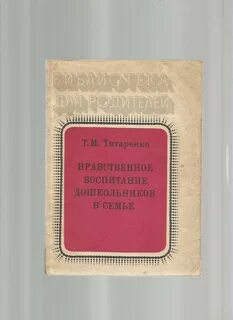 БИБЛИОТЕКА
ДЛЯ РОДИТЕЛЕЙ
Т. М. Титаренко
НРАВСТВЕННОЕ
ВОСПИТАНИЕ
ДОШКОЛЬНИКОВ
В СЕМЬЕ